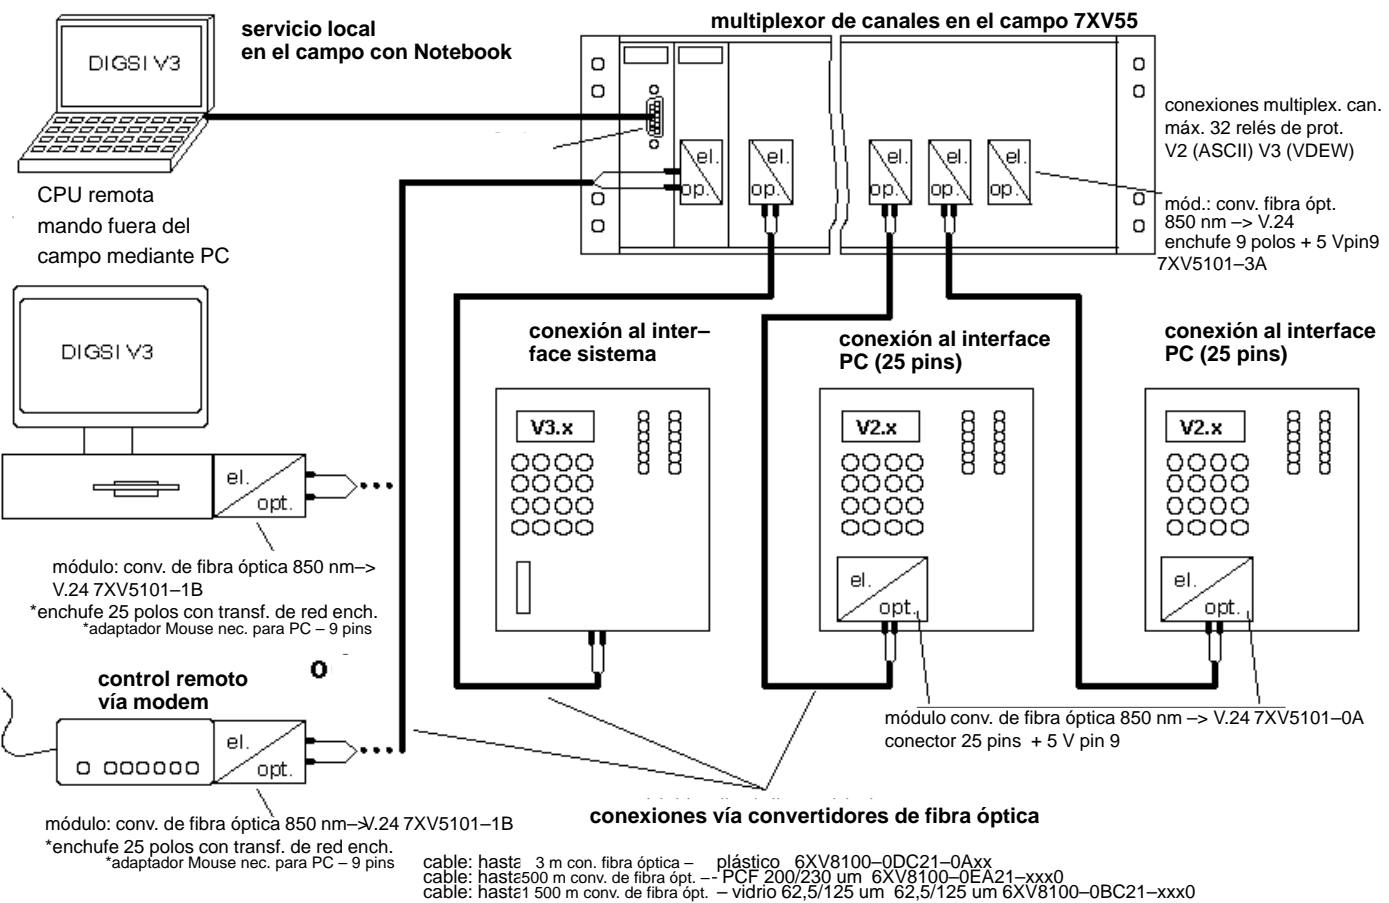 servicio local
en el campo con Notebook
multiplexor de canales en el campo 7XV55
DIGSI V3
conexiones multiplex. can.
máx. 32 relés de prot.
V2 (ASCII) V3 (VDEW)
el.
op.
el.
op.
el.
op.
el.
op.
el.
op.
CPU remota
mando fuera del
campo mediante PC
mód.: conv. fibra ópt.
850 nm –> V.24
enchufe 9 polos + 5 Vpin9
7XV5101–3A
DIGSI V3
conexión al inter–
face sistema
conexión al interface
PC (25 pins)
conexión al interface
PC (25 pins)
V3.x
V2.x
V2.x
el.
opt.
módulo: conv. de fibra óptica 850 nm–>
V.24 7XV5101–1B
*enchufe 25 polos con transf. de red ench.
*adaptador Mouse nec. para PC – 9 pins
el.
opt.
el.
opt.
o
control remoto
vía modem
el.
opt.
módulo conv. de fibra óptica 850 nm –> V.24 7XV5101–0A
conector 25 pins + 5 V pin 9
conexiones vía convertidores de fibra óptica
módulo: conv. de fibra óptica 850 nm–>V.24 7XV5101–1B
*enchufe 25 polos con transf. de red ench.
*adaptador Mouse nec. para PC – 9 pins
cable: hasta 3 m con. fibra óptica – plástico 6XV8100–0DC21–0Axx
cable: hasta 500 m conv. de fibra ópt. –- PCF 200/230 um 6XV8100–0EA21–xxx0
cable: hasta 1 500 m conv. de fibra ópt. – vidrio 62,5/125 um 62,5/125 um 6XV8100–0BC21–xxx0